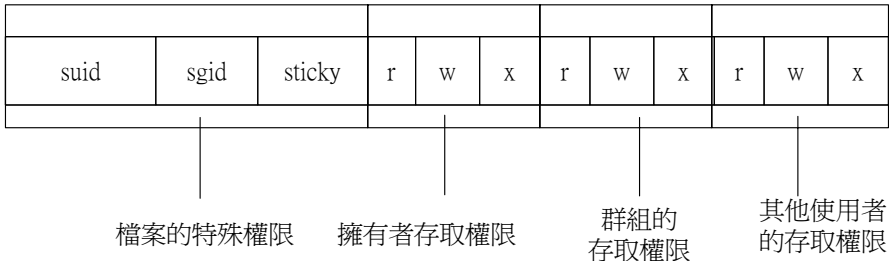 suid sgid sticky r w x r w x r w x
檔案的特殊權限
擁有者存取權限
群組的
存取權限
其他使用者
的存取權限